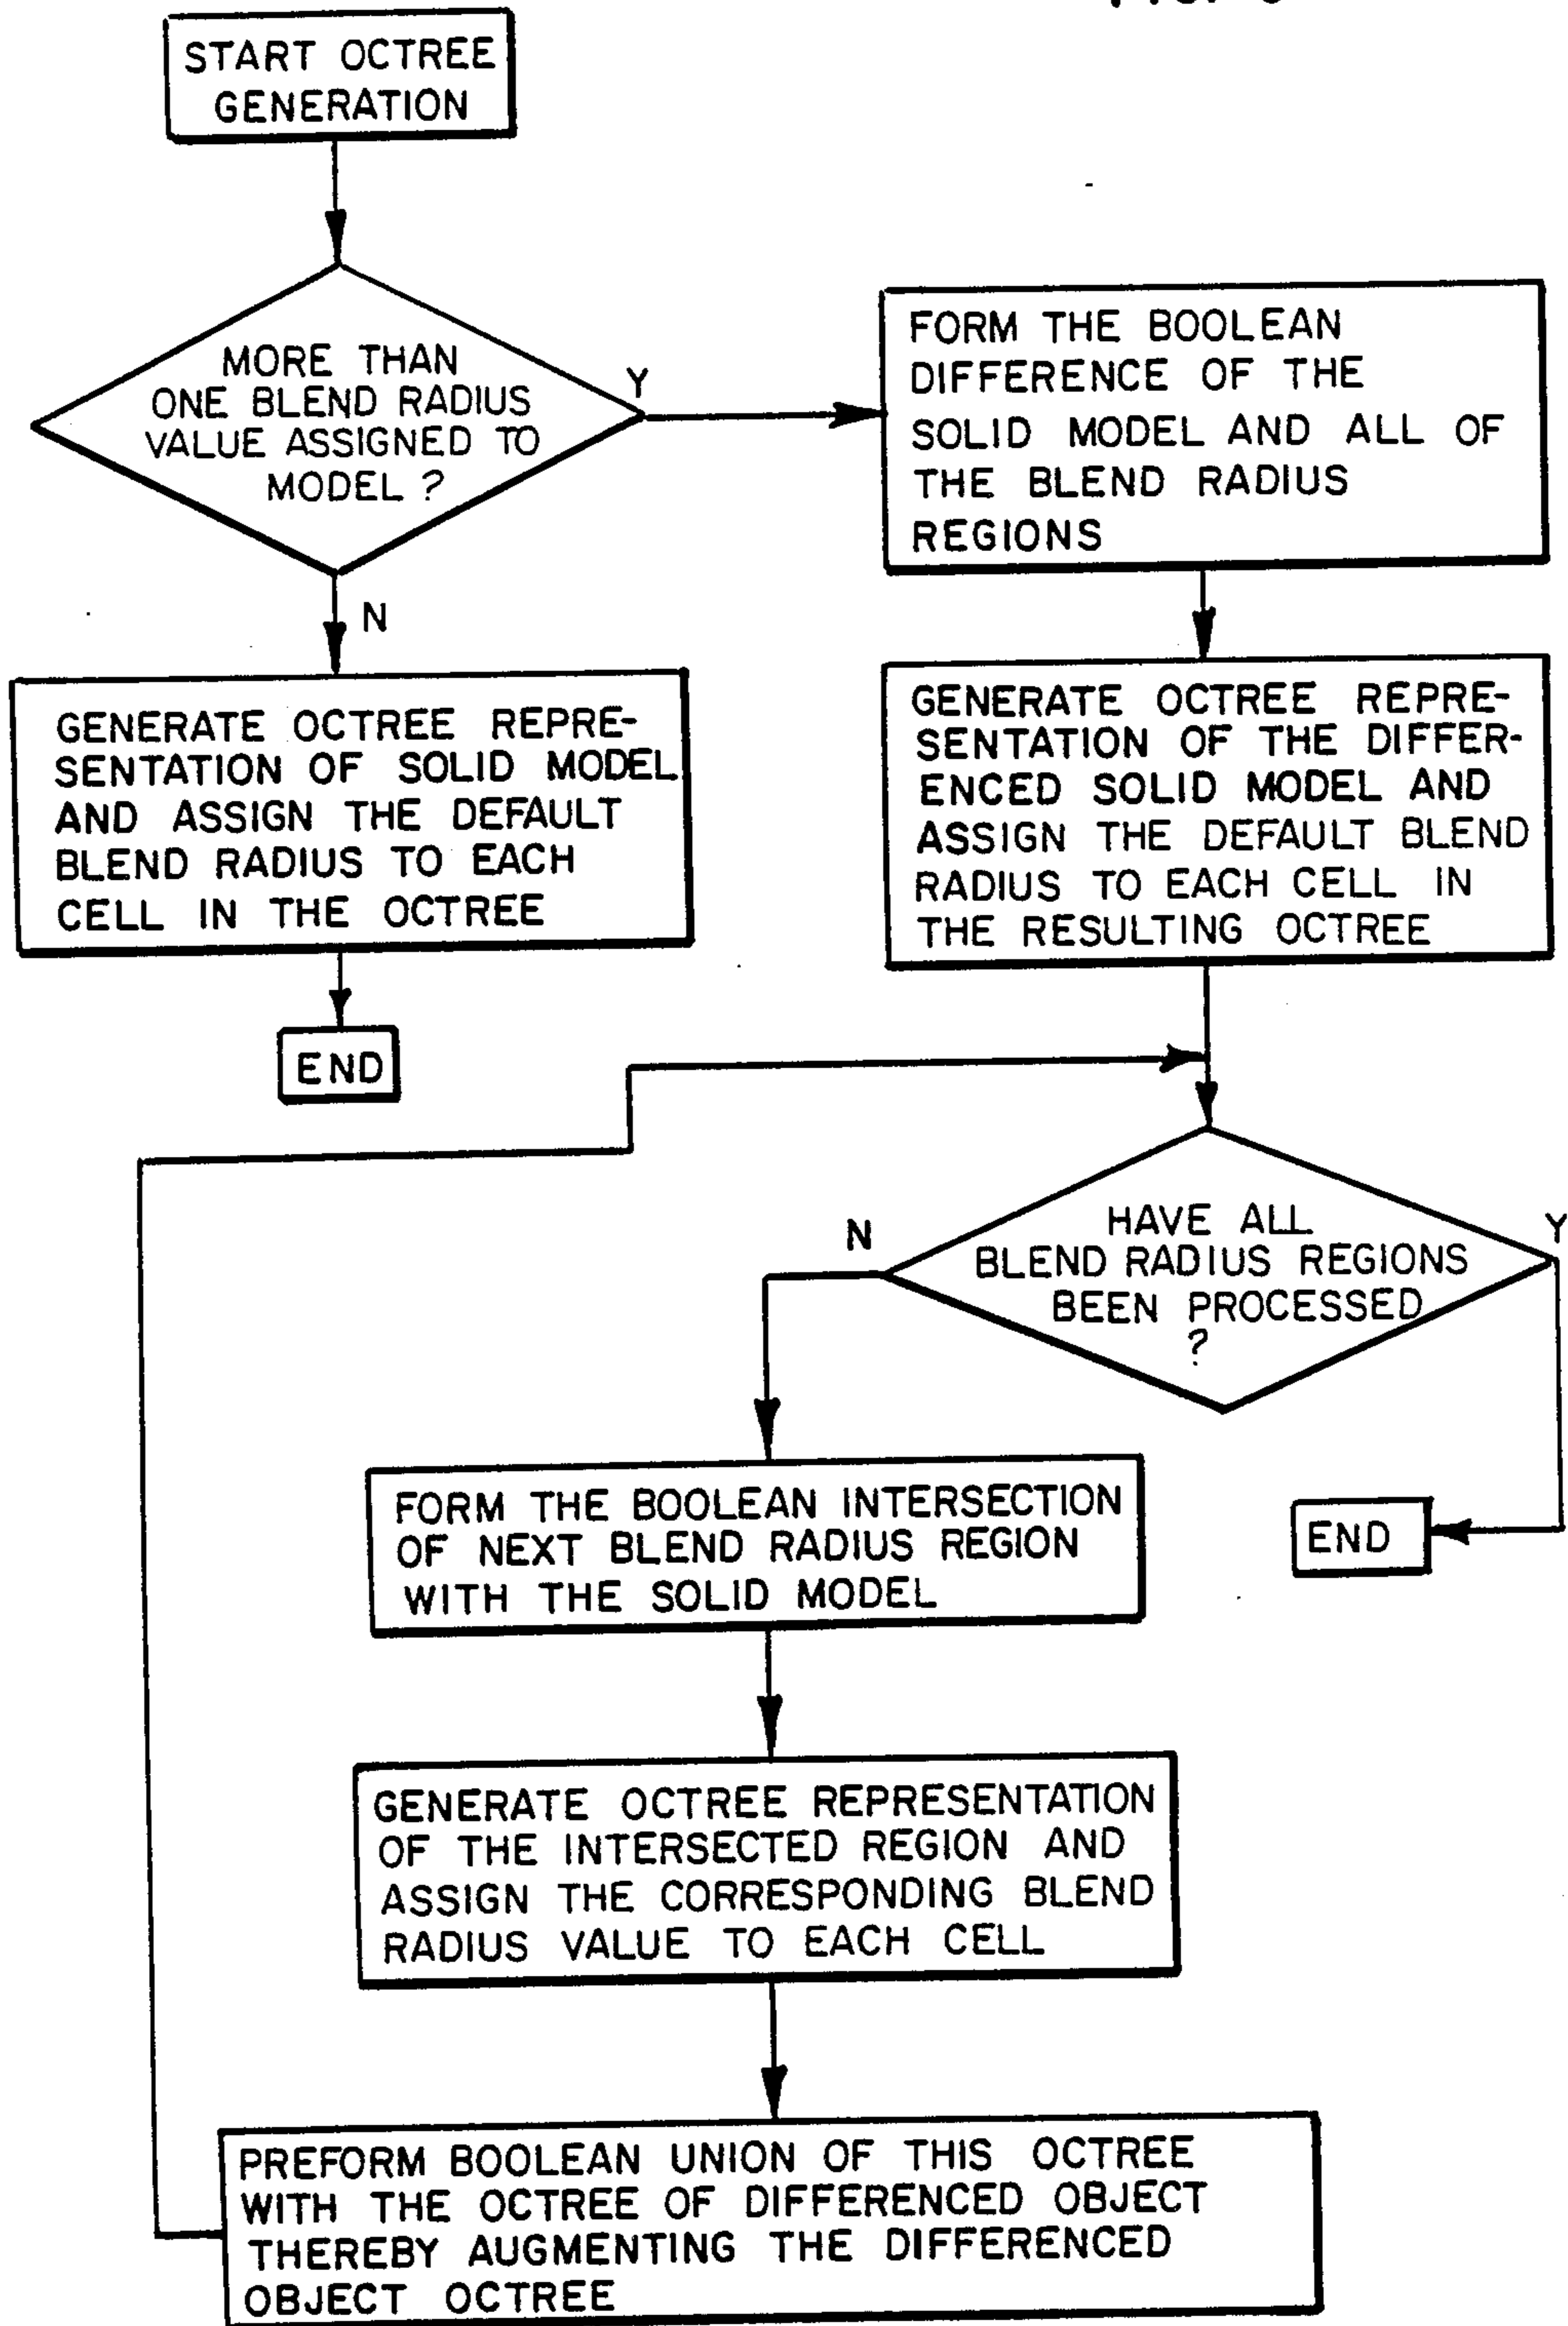 START OCTREE
GENERATION
MORE THAN
ONE BLEND RADIUS
VALUE ASSIGNED TO
MODEL ?
Y
N
FORM THE BOOLEAN
DIFFERENCE OF THE
SOLID MODEL AND ALL OF
THE BLEND RADIUS
REGIONS
GENERATE OCTREE REPRE-
SENTATION OF SOLID MODEL
AND ASSIGN THE DEFAULT
BLEND RADIUS TO EACH
CELL IN THE OCTREE
END
GENERATE OCTREE REPRE-
SENTATION OF THE DIFFER-
ENCED SOLID MODEL AND
ASSIGN THE DEFAULT BLEND
RADIUS TO EACH CELL IN
THE RESULTING OCTREE
HAVE ALL
BLEND RADIUS REGIONS
BEEN PROCESSED
?
N
Y
END
FORM THE BOOLEAN INTERSECTION
OF NEXT BLEND RADIUS REGION
WITH THE SOLID MODEL
GENERATE OCTREE REPRESENTATION
OF THE INTERSECTED REGION AND
ASSIGN THE CORRESPONDING BLEND
RADIUS VALUE TO EACH CELL
PREFORM BOOLEAN UNION OF THIS OCTREE
WITH THE OCTREE OF DIFFERENCED OBJECT
THEREBY AUGMENTING THE DIFFERENCED
OBJECT OCTREE